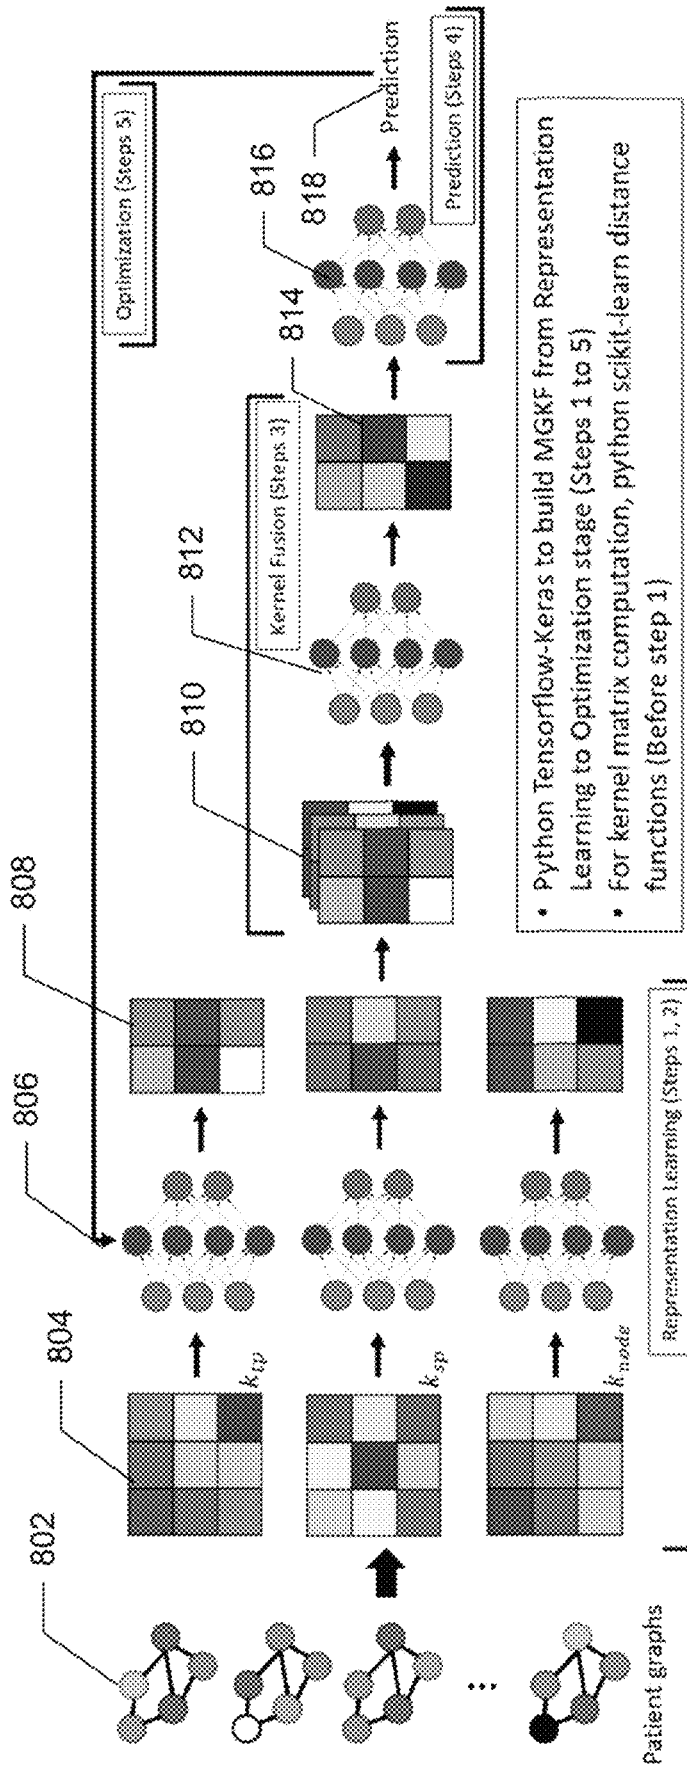 802
804
806
808
810
812
814
816
818
Patient graphs
k_tp
k_sp
k_node
Representation Learning (Steps 1, 2)
Kernel Fusion (Steps 3)
Prediction
Prediction (Steps 4)
Optimization (Steps 5)
• Python Tensorflow-Keras to build MGKF from Representation
Learning to Optimization stage (Steps 1 to 5)
• For kernel matrix computation, python scikit-learn distance
functions (Before step 1)